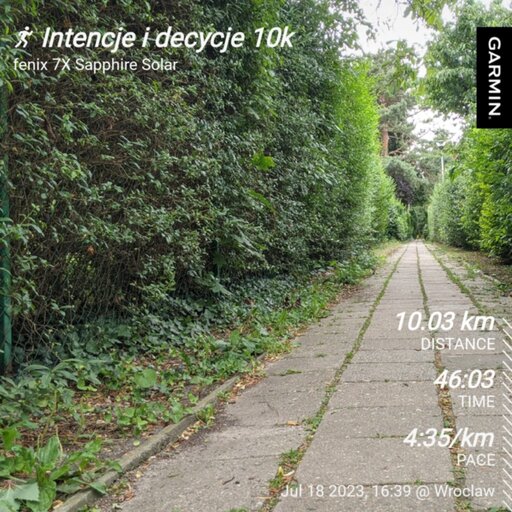 Intencje i decycje 10k
fenix 7X Sapphire Solar
GARMIN.
10.03 km
DISTANCE
46:03
TIME
4:35/km
PACE
Jul 18 2023, 16:39 @ Wroclaw